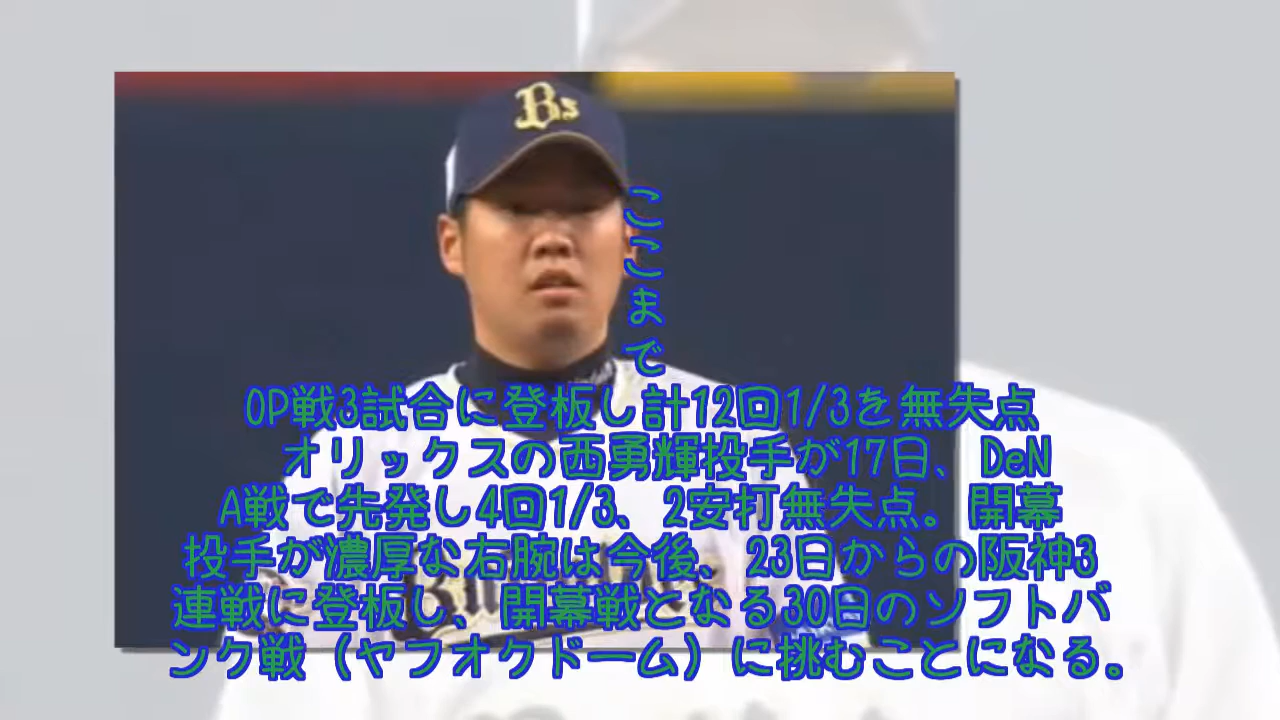 Bs
ここまで
OP戦3試合に登板し計12回1/3を無失点
オリックスの西勇輝投手が17日、DeN
A戦で先発し4回1/3、2安打無失点。開幕
投手が濃厚な右腕は今後、23日からの阪神3
連戦に登板し、開幕戦となる30日のソフトバ
ンク戦（ヤフオクドーム）に挑むことになる。